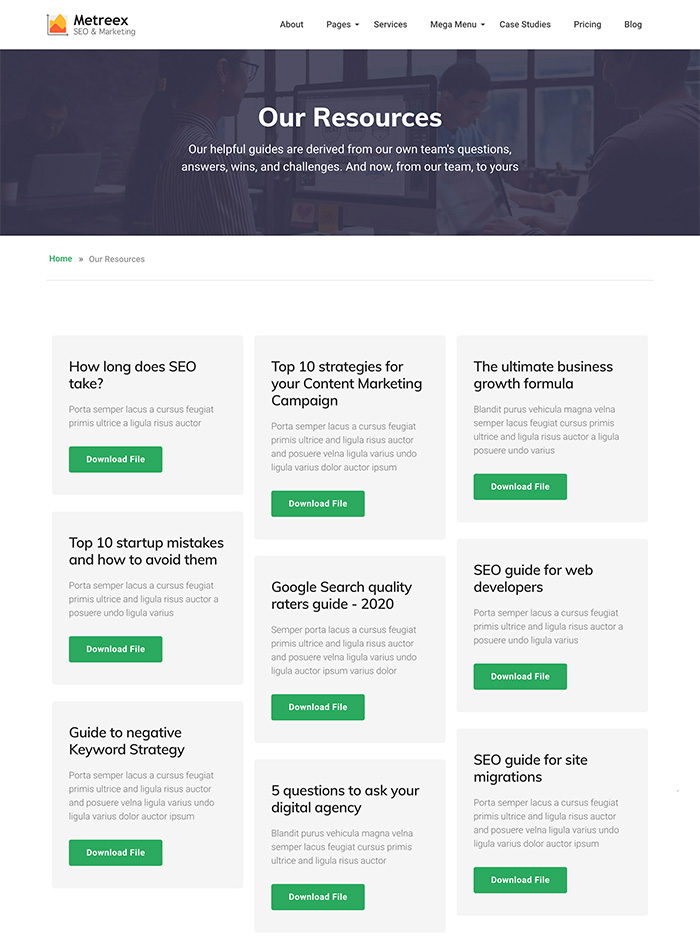 Metreex
SEO & Marketing
About
Pages
Services
Mega Menu
Case Studies
Pricing
Blog
Our Resources
Our helpful guides are derived from our own team's questions,
answers, wins, and challenges. And now, from our team, to yours
Home » Our Resources
How long does SEO
take?
Porta semper lacus a cursus feugiat
primis ultrice a ligula risus auctor
Download File
Top 10 startup mistakes
and how to avoid them
Porta semper lacus a cursus feugiat
primis ultrice and ligula risus auctor a
posuere undo ligula varius
Download File
Guide to negative
Keyword Strategy
Porta semper lacus a cursus feugiat
primis ultrice and ligula risus auctor
and posuere velna ligula varius undo
ligula varius dolor auctor ipsum
Download File
Top 10 strategies for
your Content Marketing
Campaign
Porta semper lacus a cursus feugiat
primis ultrice and ligula risus auctor
and posuere velna ligula varius undo
ligula varius dolor auctor ipsum
Download File
Google Search quality
raters guide - 2020
Semper porta lacus a cursus feugiat
primis ultrice and ligula risus auctor
and posuere velna ligula varius undo
ligula auctor ipsum varius dolor
Download File
5 questions to ask your
digital agency
Blandit purus vehicula magna velna
semper lacus feugiat cursus primis
ultrice and ligula risus auctor
Download File
The ultimate business
growth formula
Blandit purus vehicula magna velna
semper lacus feugiat cursus primis
ultrice and ligula risus auctor a ligula
posuere undo varius
Download File
SEO guide for web
developers
Porta semper lacus a cursus feugiat
primis ultrice and ligula risus auctor a
posuere undo ligula varius
Download File
SEO guide for site
migrations
Porta semper lacus a cursus feugiat
primis ultrice and ligula risus auctor
and posuere velna ligula varius undo
ligula varius dolor auctor ipsum
Download File